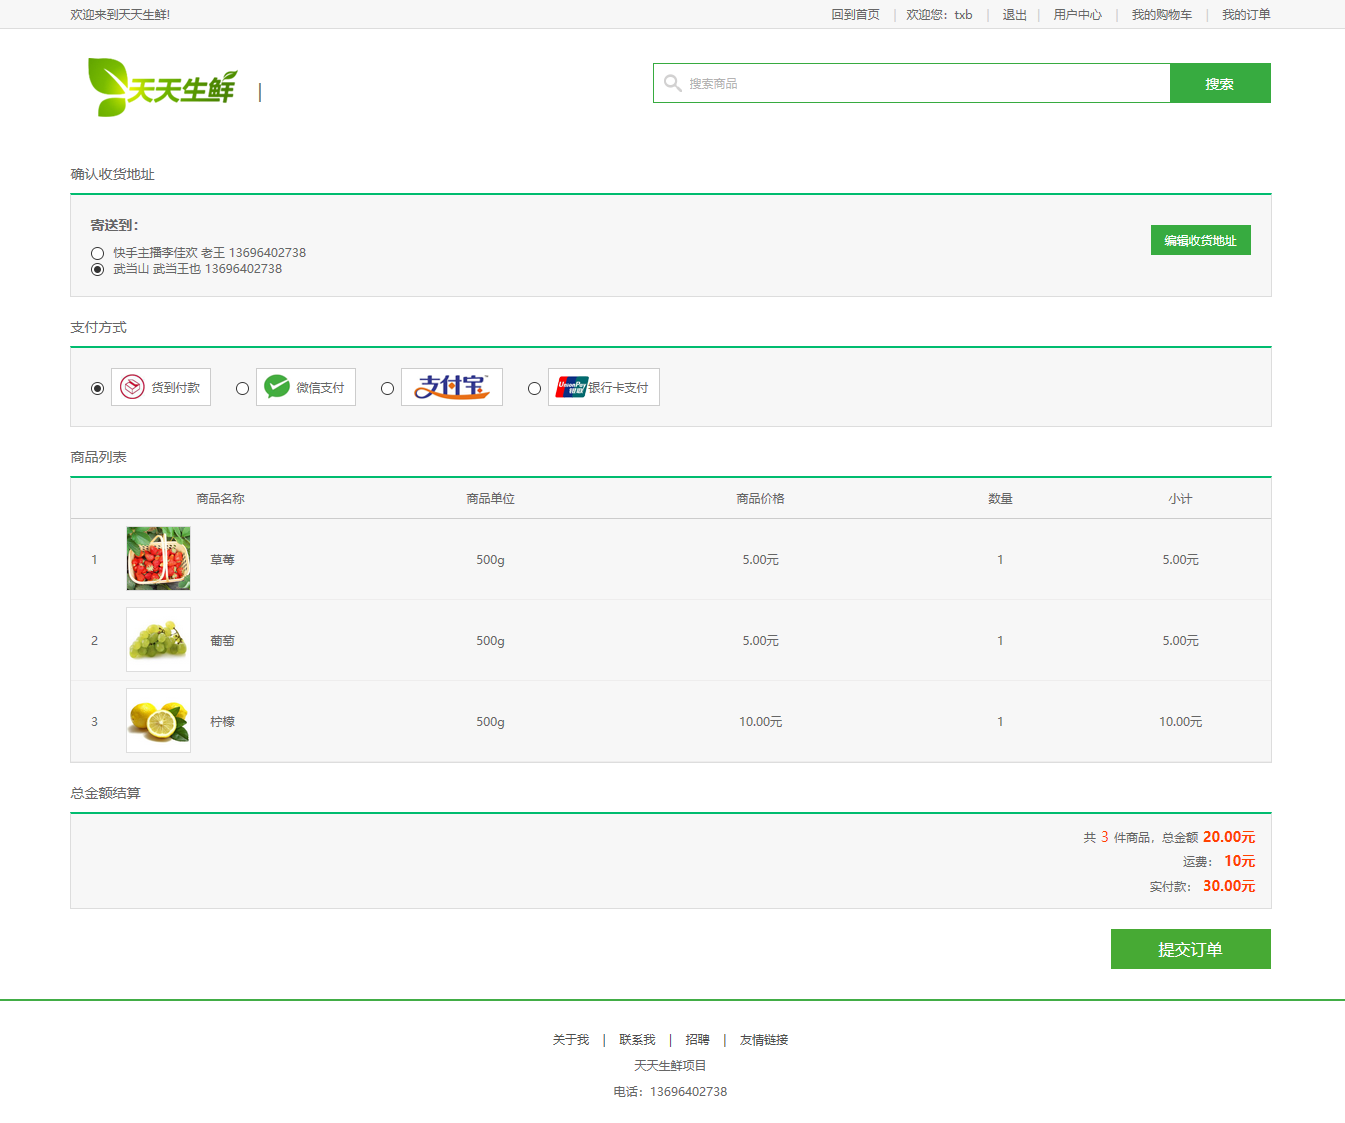 欢迎来到天天生鲜!
回到首页 | 欢迎您：txb | 退出 | 用户中心 | 我的购物车 | 我的订单
天天生鲜 |
搜索商品 搜索
确认收货地址
寄送到：
编辑收货地址
快手主播李佳欢 老王 13696402738
武当山 武当王也 13696402738
支付方式
货到付款 微信支付 支付宝 UnionPay 银联 银行卡支付
商品列表
商品名称 商品单位 商品价格 数量 小计
1 草莓 500g 5.00元 1 5.00元
2 葡萄 500g 5.00元 1 5.00元
3 柠檬 500g 10.00元 1 10.00元
总金额结算
共 3 件商品，总金额 20.00元
运费： 10元
实付款： 30.00元
提交订单
关于我 | 联系我 | 招聘 | 友情链接
天天生鲜项目
电话：13696402738